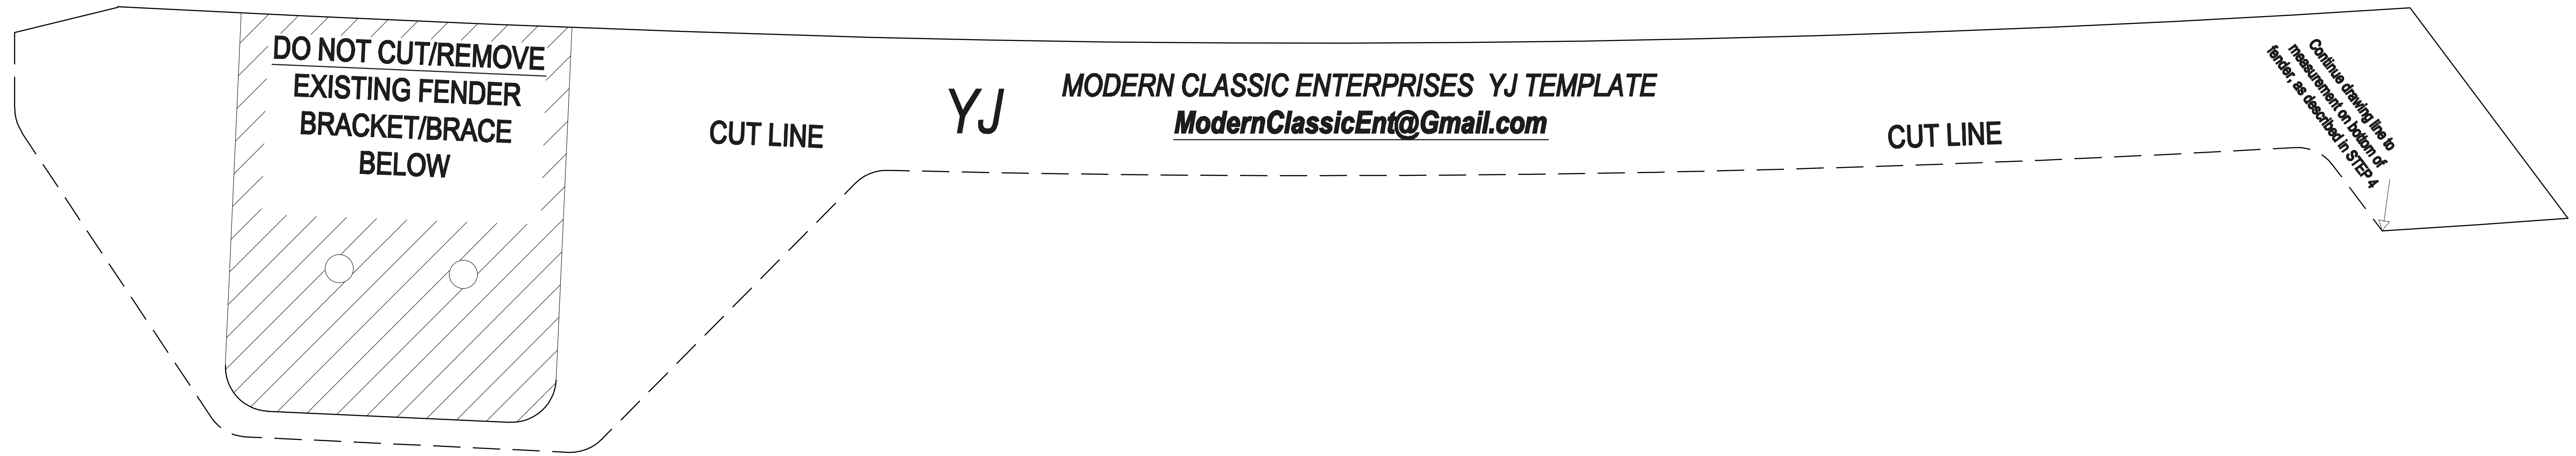 DO NOT CUT/REMOVE
EXISTING FENDER
BRACKET/BRACE
BELOW
CUT LINE
YJ
MODERN CLASSIC ENTERPRISES YJ TEMPLATE
ModernClassicEnt@Gmail.com
CUT LINE
Continue drawing line to
measurement on bottom of
fender, as described in STEP 4